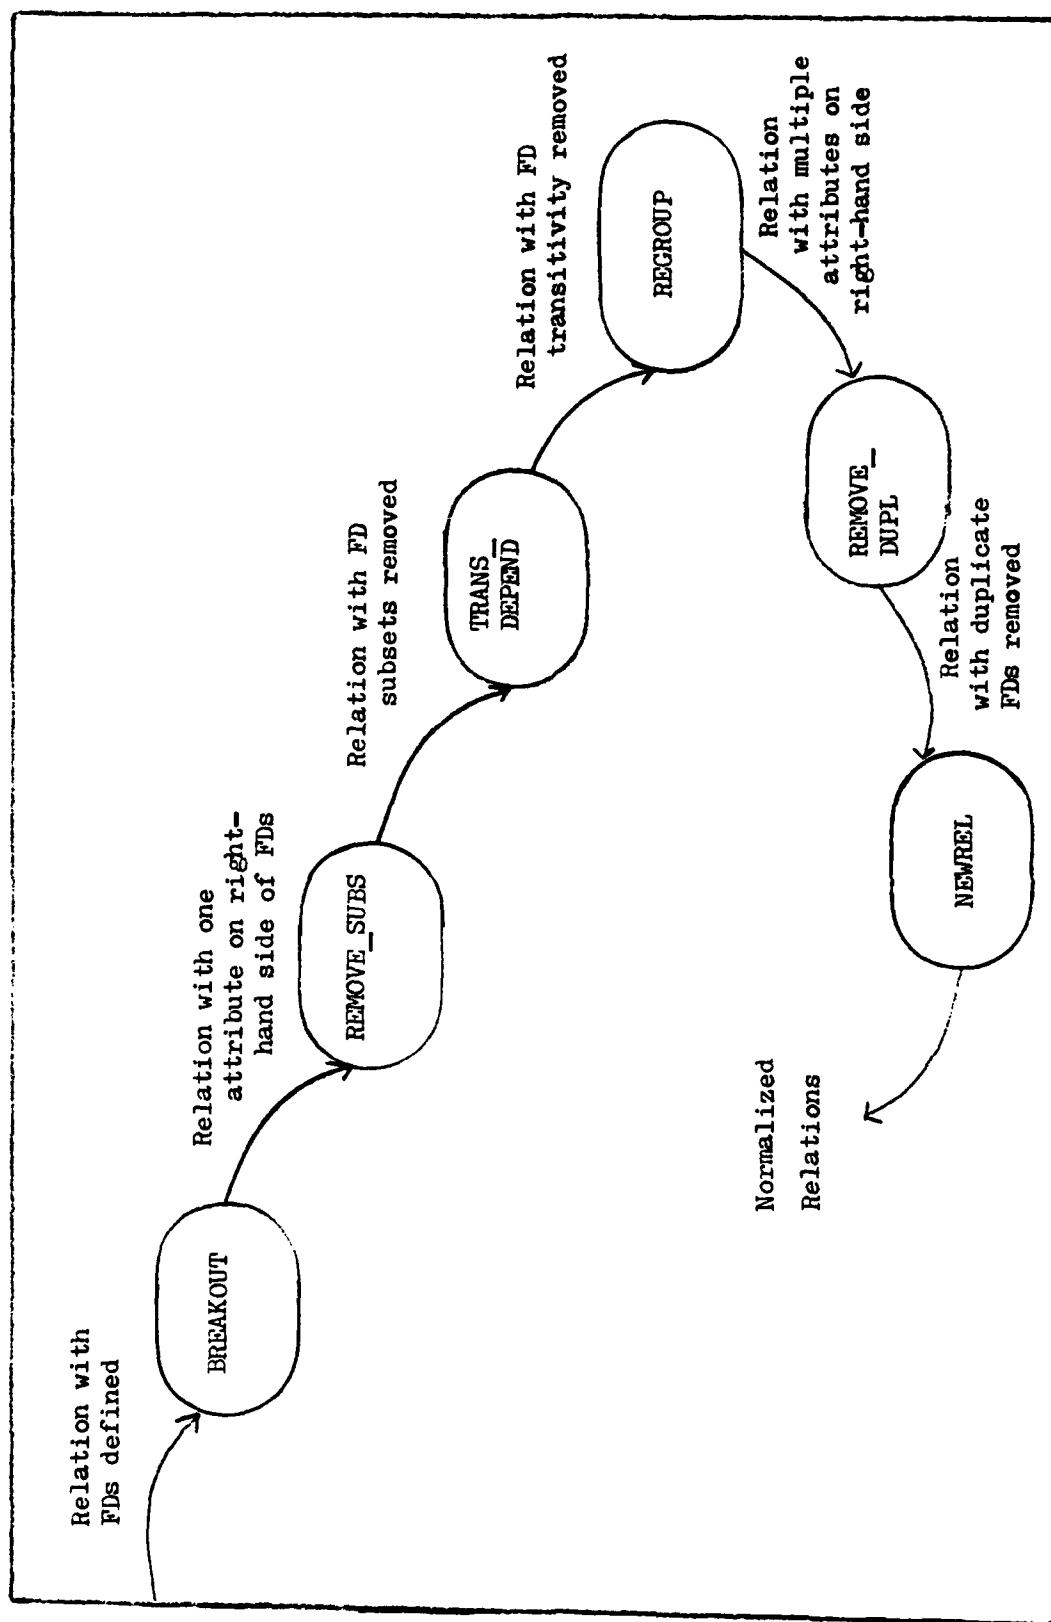 Relation with
FDs defined
BREAKOUT
Relation with one
attribute on right-
hand side of FDs
REMOVE_SUBS
Relation with FD
subsets removed
TRANS_
DEPEND
Relation with FD
transitivity removed
REGROUP
Relation
with multiple
attributes on
right-hand side
REMOVE_
DUPL
Relation
with duplicate
FDs removed
NEWREL
Normalized
Relations